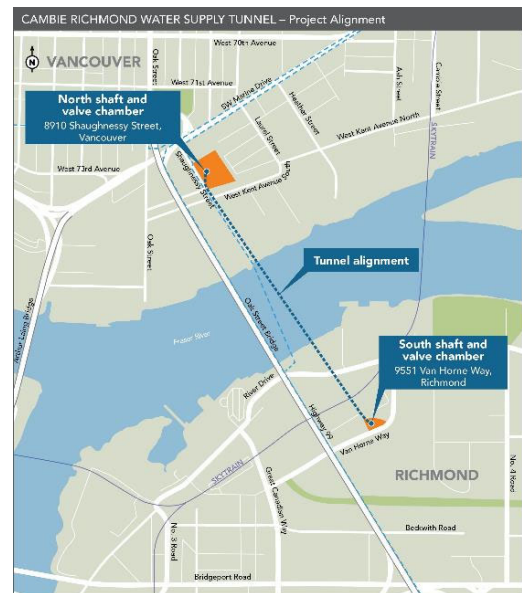 CAMBIE RICHMOND WATER SUPPLY TUNNEL – Project Alignment
West 70th Avenue
N
VANCOUVER
Oak Street
West 71st Avenue
SW Marine Drive
Ash Street
Cambie Street
SKYTRAIN
North shaft and
valve chamber
8910 Shaughnessy Street,
Vancouver
Heather Street
Laurel Street
West Kent Avenue North
West 73rd Avenue
Shaughnessy Street
West Kent Avenue South
Oak Street
Tunnel alignment
Arthur Laing Bridge
Fraser River
Oak Street Bridge
South shaft and
valve chamber
9551 Van Horne Way,
Richmond
River Drive
Highway 99
Van Horne Way
SKYTRAIN
RICHMOND
No. 4 Road
Great Canadian Way
No. 3 Road
Beckwith Road
Bridgeport Road